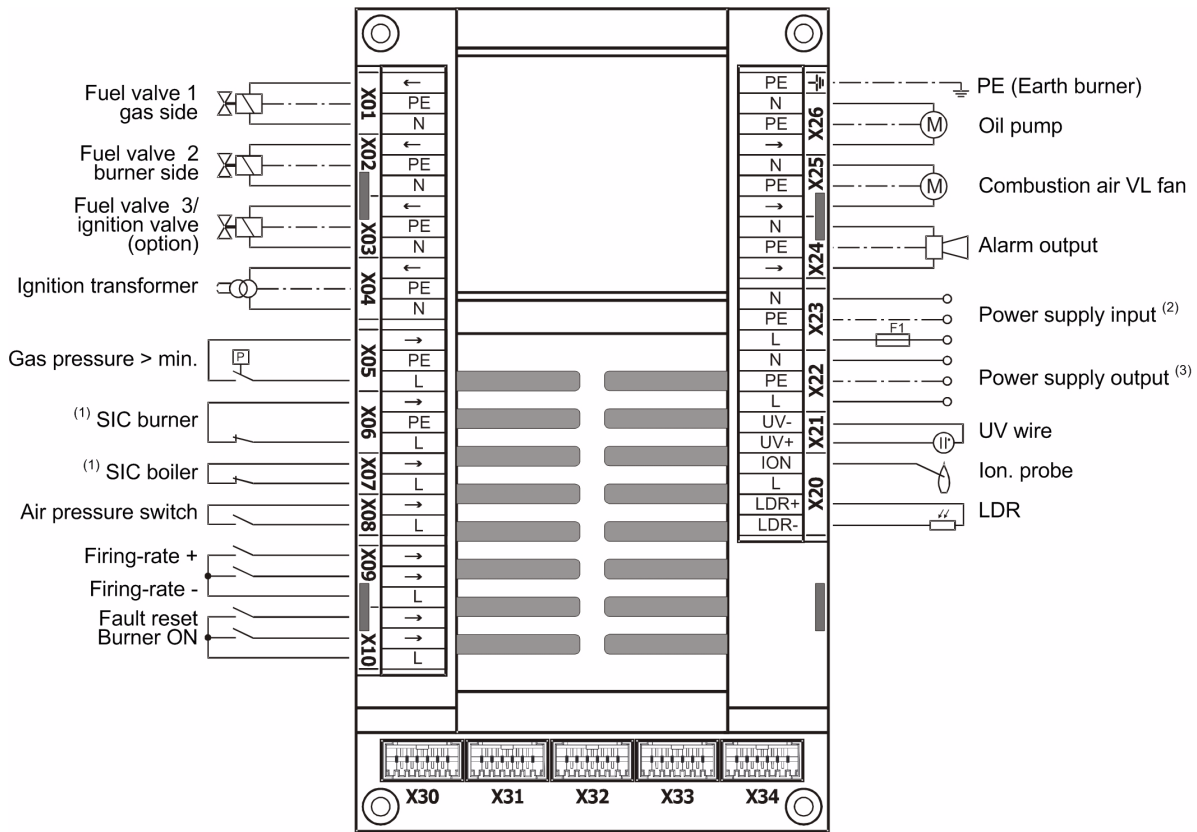 Fuel valve 1
gas side
Fuel valve 2
burner side
Fuel valve 3/
ignition valve
(option)
Ignition transformer
Gas pressure > min.
(1) SIC burner
(1) SIC boiler
Air pressure switch
Firing-rate +
Firing-rate -
Fault reset
Burner ON
P
X01
X02
X03
X04
X05
X06
X07
X08
X09
X10
←
PE
N
←
PE
N
←
PE
N
←
PE
N
→
PE
L
→
PE
L
→
L
→
L
→
→
L
→
→
L
PE
N
PE
→
N
PE
→
N
PE
→
N
PE
L
N
PE
L
UV-
UV+
ION
L
LDR+
LDR-
X26
X25
X24
X23
X22
X21
X20
M
M
F1
PE (Earth burner)
Oil pump
Combustion air VL fan
Alarm output
Power supply input (2)
Power supply output (3)
UV wire
Ion. probe
LDR
X30 X31 X32 X33 X34